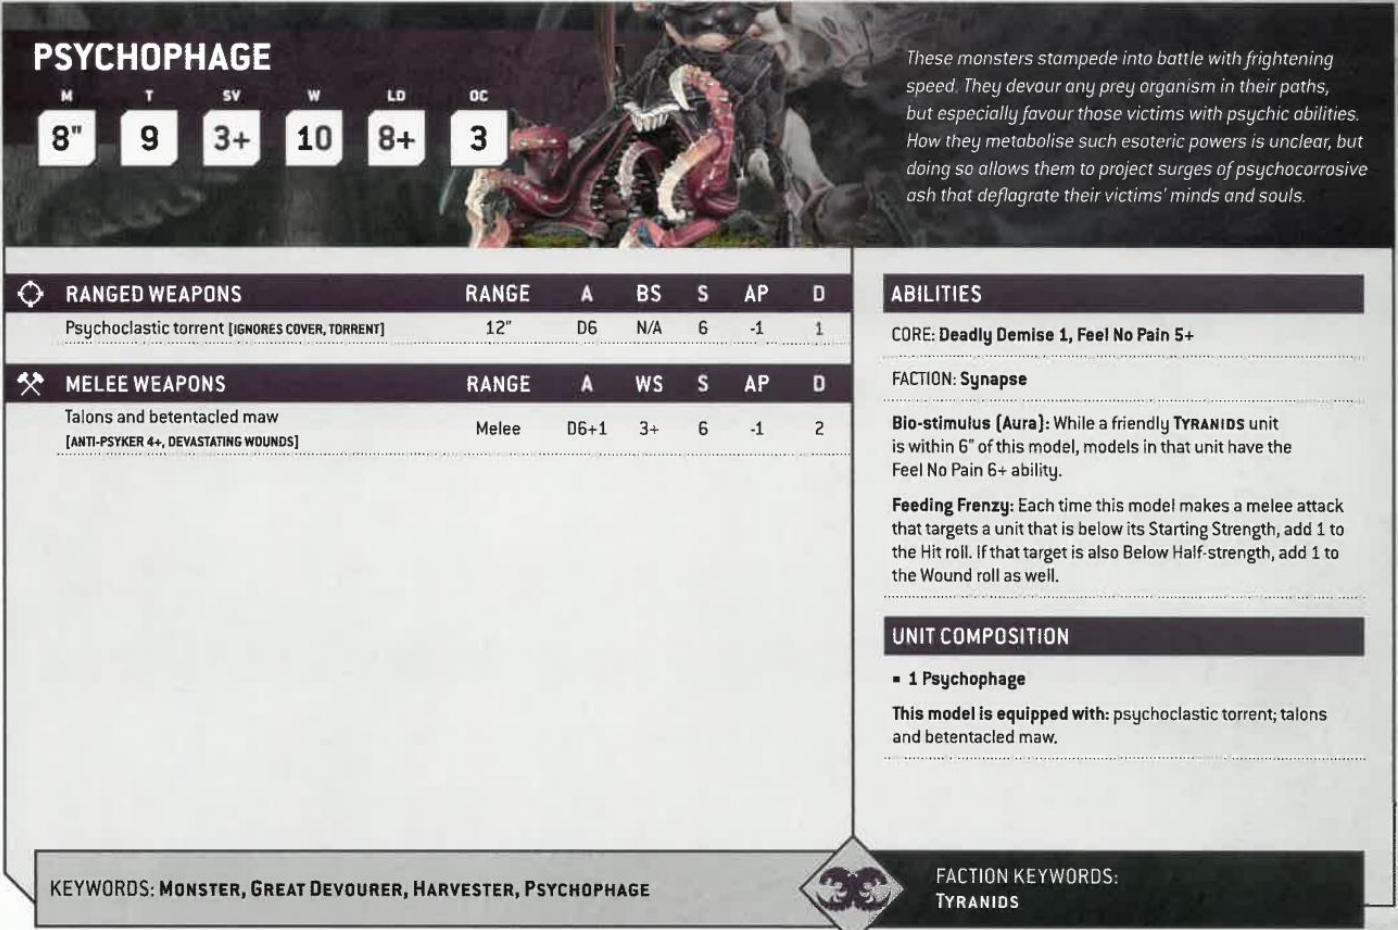 PSYCHOPHAGE
M T SV W LD OC
8" 9 3+ 10 8+ 3
These monsters stampede into battle with frightening
speed. They devour any prey organism in their paths,
but especially favour those victims with psychic abilities.
How they metabolise such esoteric powers is unclear, but
doing so allows them to project surges of psychocorrosive
ash that deflagrate their victims' minds and souls.
RANGED WEAPONS RANGE A BS S AP D
Psychoclastic torrent [IGNORES COVER, TORRENT] 12" D6 N/A 6 -1 1
MELEE WEAPONS RANGE A WS S AP D
Talons and betentacled maw
[ANTI-PSYKER 4+, DEVASTATING WOUNDS] Melee D6+1 3+ 6 -1 2
ABILITIES
CORE: Deadly Demise 1, Feel No Pain 5+
FACTION: Synapse
Bio-stimulus (Aura): While a friendly TYRANIDS unit
is within 6" of this model, models in that unit have the
Feel No Pain 6+ ability.
Feeding Frenzy: Each time this model makes a melee attack
that targets a unit that is below its Starting Strength, add 1 to
the Hit roll. If that target is also Below Half-strength, add 1 to
the Wound roll as well.
UNIT COMPOSITION
▪ 1 Psychophage
This model is equipped with: psychoclastic torrent; talons
and betentacled maw.
KEYWORDS: MONSTER, GREAT DEVOURER, HARVESTER, PSYCHOPHAGE
FACTION KEYWORDS:
TYRANIDS